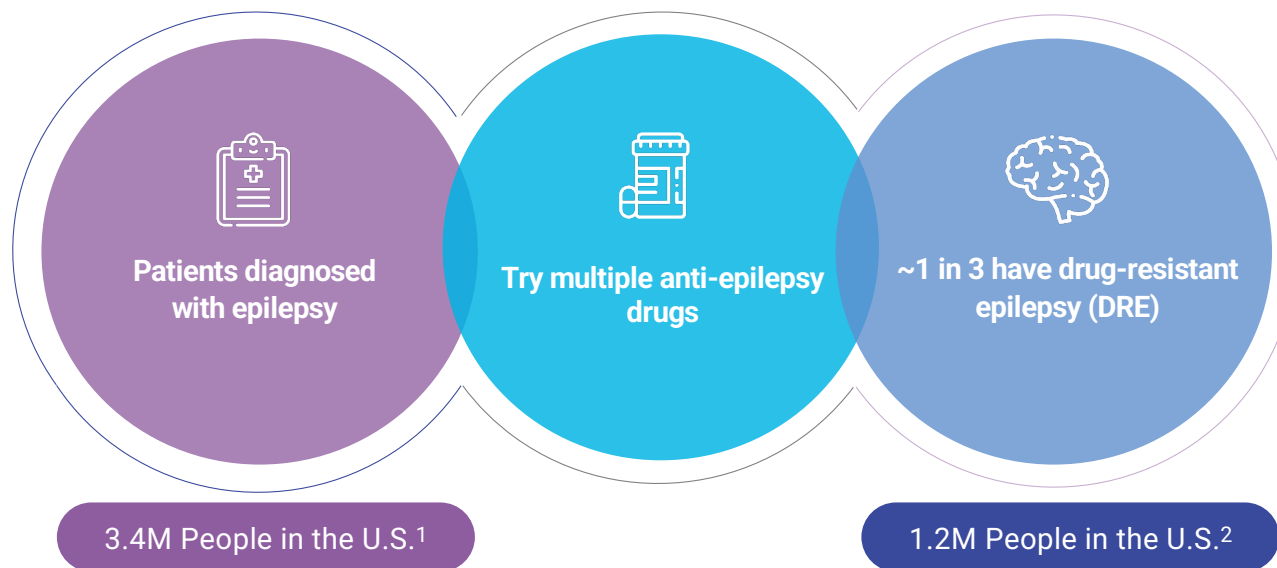 Patients diagnosed
with epilepsy
Try multiple anti-epilepsy
drugs
~1 in 3 have drug-resistant
epilepsy (DRE)
3.4M People in the U.S.¹
1.2M People in the U.S.²